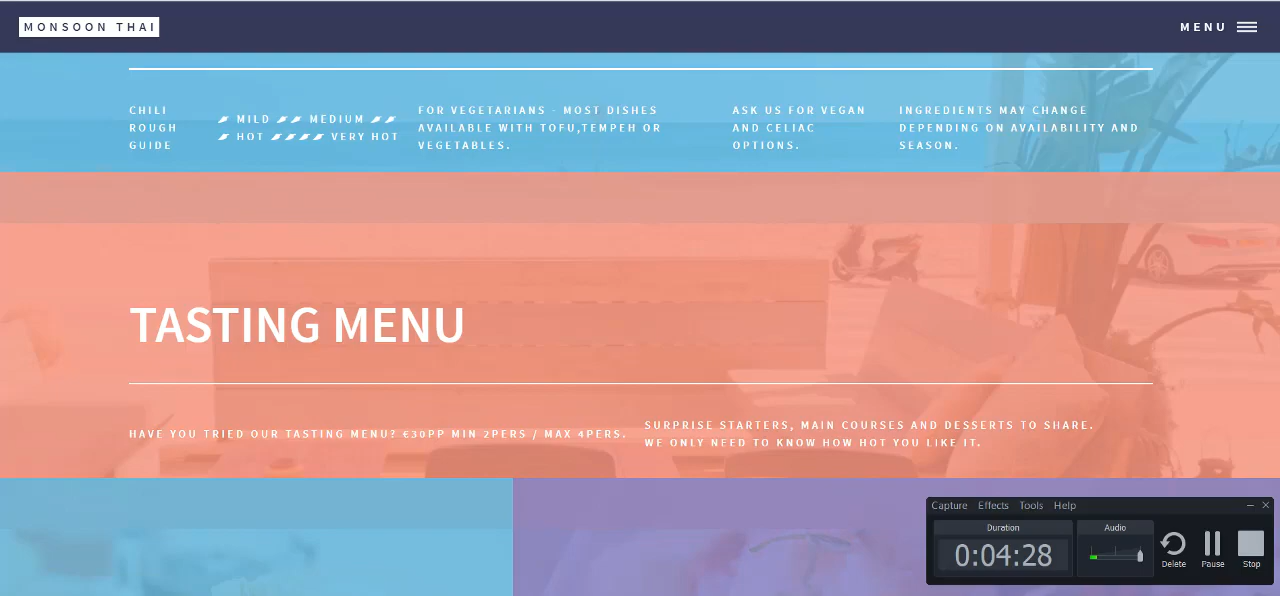 MONSOON THAI
MENU
CHILI
ROUGH
GUIDE
MILD MEDIUM
HOT VERY HOT
FOR VEGETARIANS - MOST DISHES
AVAILABLE WITH TOFU,TEMPEH OR
VEGETABLES.
ASK US FOR VEGAN
AND CELIAC
OPTIONS.
INGREDIENTS MAY CHANGE
DEPENDING ON AVAILABILITY AND
SEASON.
TASTING MENU
HAVE YOU TRIED OUR TASTING MENU? €30PP MIN 2PERS / MAX 4PERS.
SURPRISE STARTERS, MAIN COURSES AND DESSERTS TO SHARE.
WE ONLY NEED TO KNOW HOW HOT YOU LIKE IT.
Capture Effects Tools Help
Duration
Audio
0:04:28
Delete Pause Stop